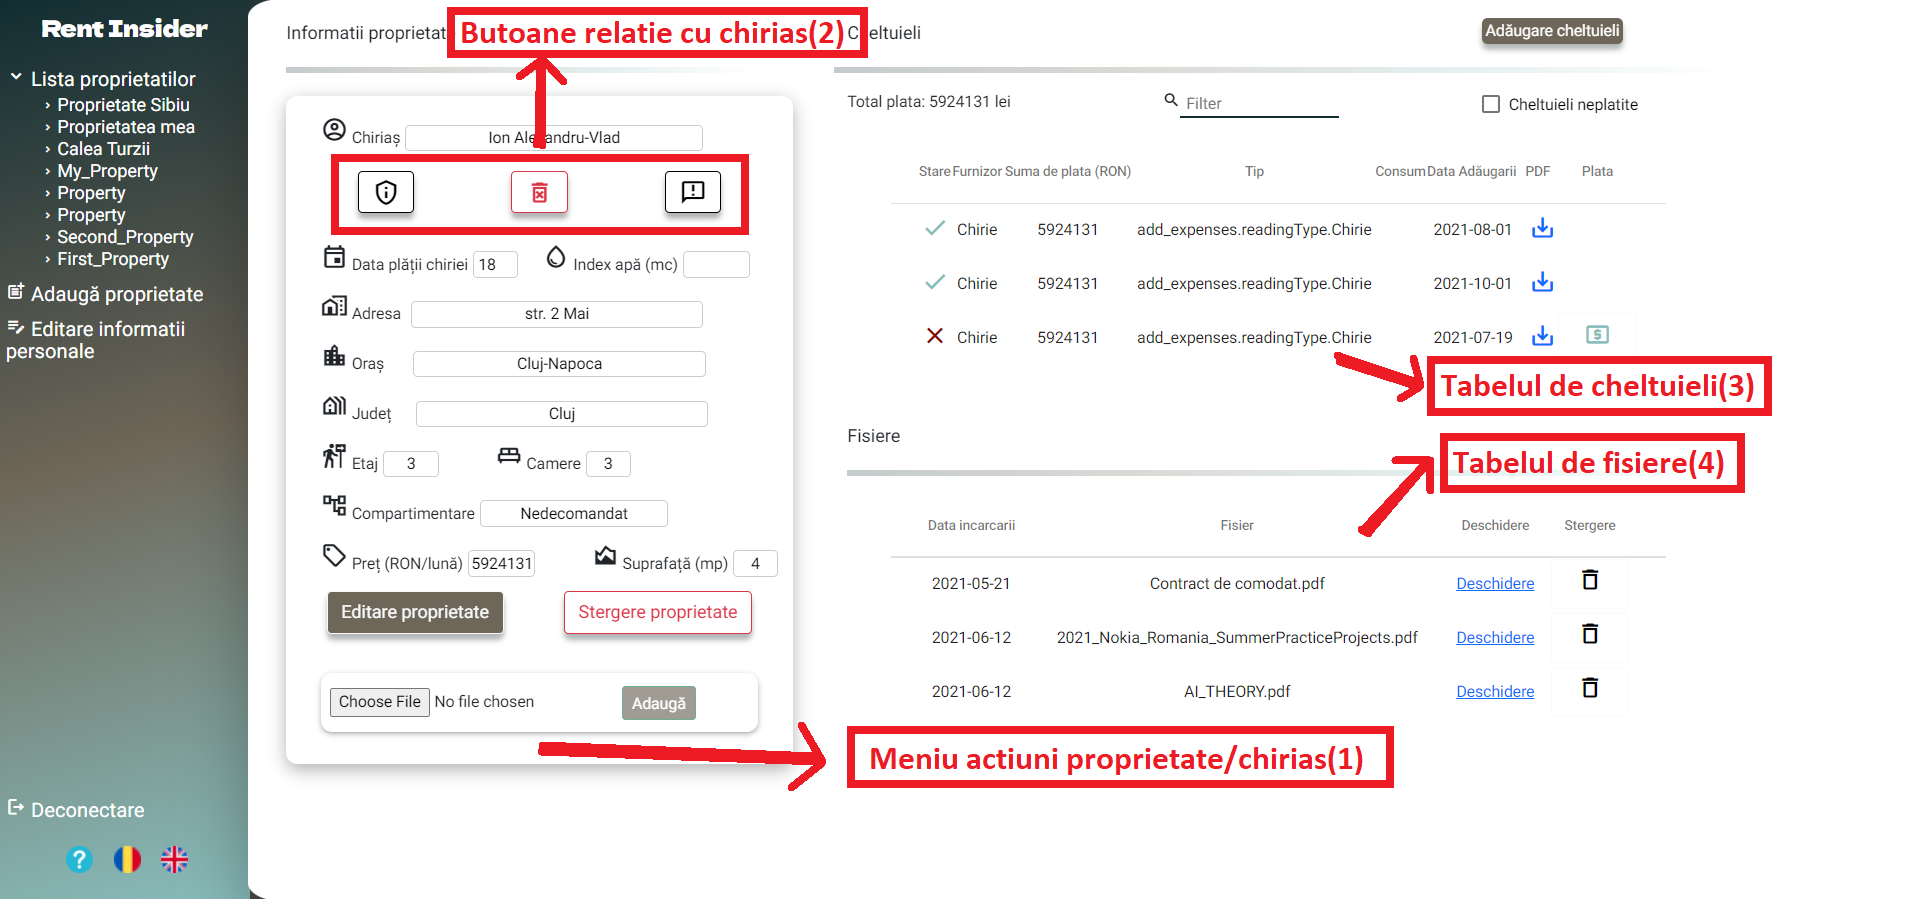 Rent Insider
Lista proprietatilor
Proprietate Sibiu
Proprietatea mea
Calea Turzii
My_Property
Property
Property
Second_Property
First_Property
Adaugă proprietate
Editare informatii
personale
Deconectare
?
Informatii proprietat
Butoane relatie cu chirias(2)
Chiriaș Ion Alexandru-Vlad
Data plății chiriei 18 Index apă (mc)
Adresa str. 2 Mai
Oraș Cluj-Napoca
Județ Cluj
Etaj 3 Camere 3
Compartimentare Nedecomandat
Preț (RON/lună) 5924131 Suprafață (mp) 4
Editare proprietate Stergere proprietate
Choose File No file chosen Adaugă
Meniu actiuni proprietate/chirias(1)
Cheltuieli Adăugare cheltuieli
Total plata: 5924131 lei Filter Cheltuieli neplatite
Stare Furnizor Suma de plata (RON) Tip Consum Data Adăugarii PDF Plata
Chirie 5924131 add_expenses.readingType.Chirie 2021-08-01
Chirie 5924131 add_expenses.readingType.Chirie 2021-10-01
Chirie 5924131 add_expenses.readingType.Chirie 2021-07-19 $
Tabelul de cheltuieli(3)
Fisiere
Tabelul de fisiere(4)
Data incarcarii Fisier Deschidere Stergere
2021-05-21 Contract de comodat.pdf Deschidere
2021-06-12 2021_Nokia_Romania_SummerPracticeProjects.pdf Deschidere
2021-06-12 AI_THEORY.pdf Deschidere